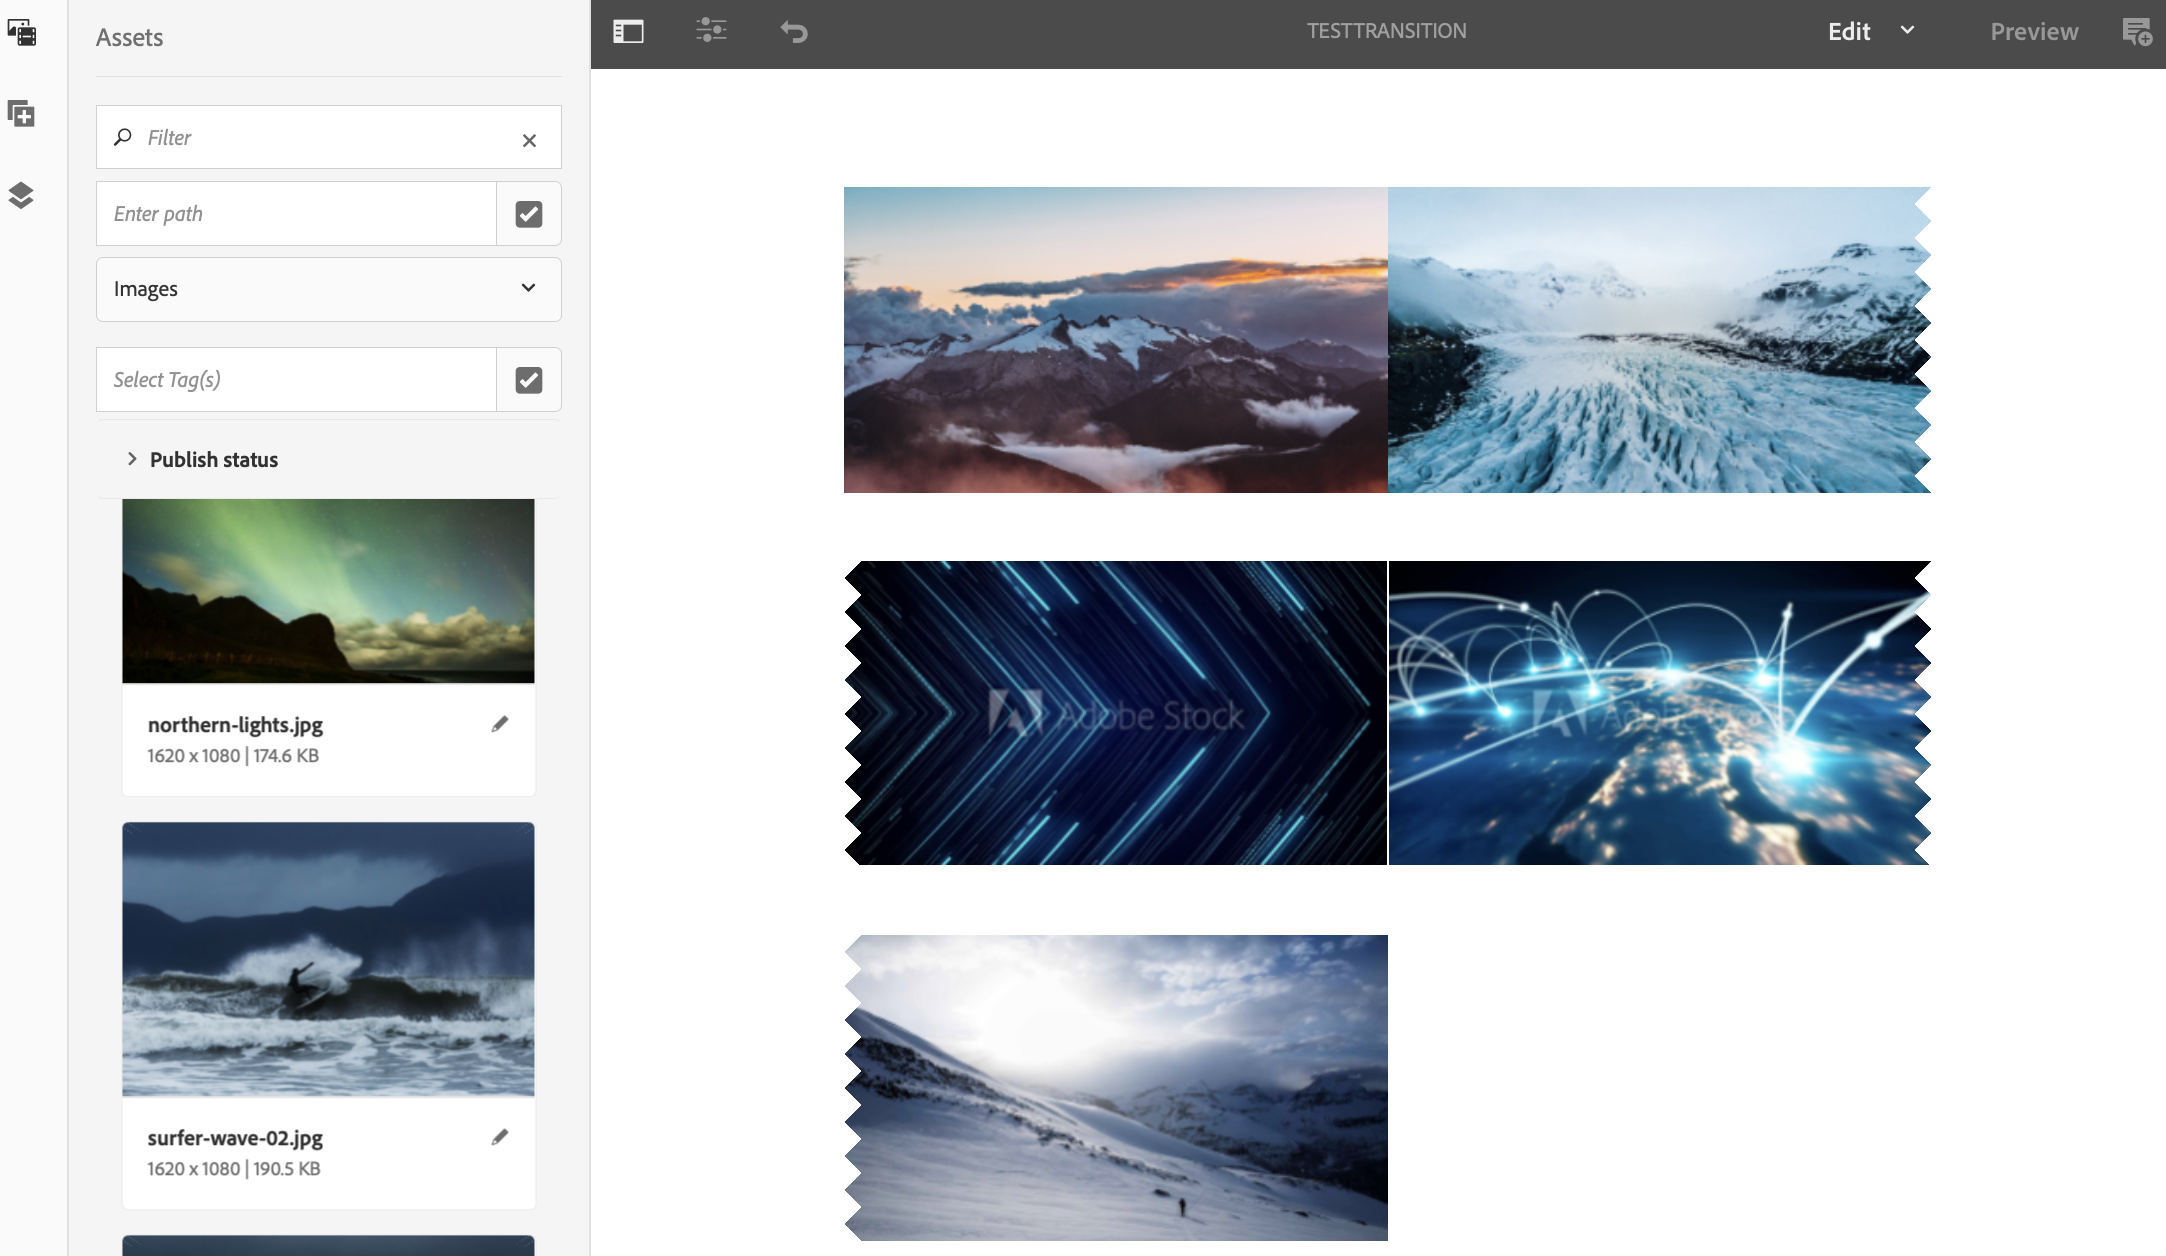 Assets
TESTTRANSITION
Edit
Preview
Filter
Enter path
Images
Select Tag(s)
Publish status
northern-lights.jpg
1620 x 1080 | 174.6 KB
surfer-wave-02.jpg
1620 x 1080 | 190.5 KB
Adobe Stock